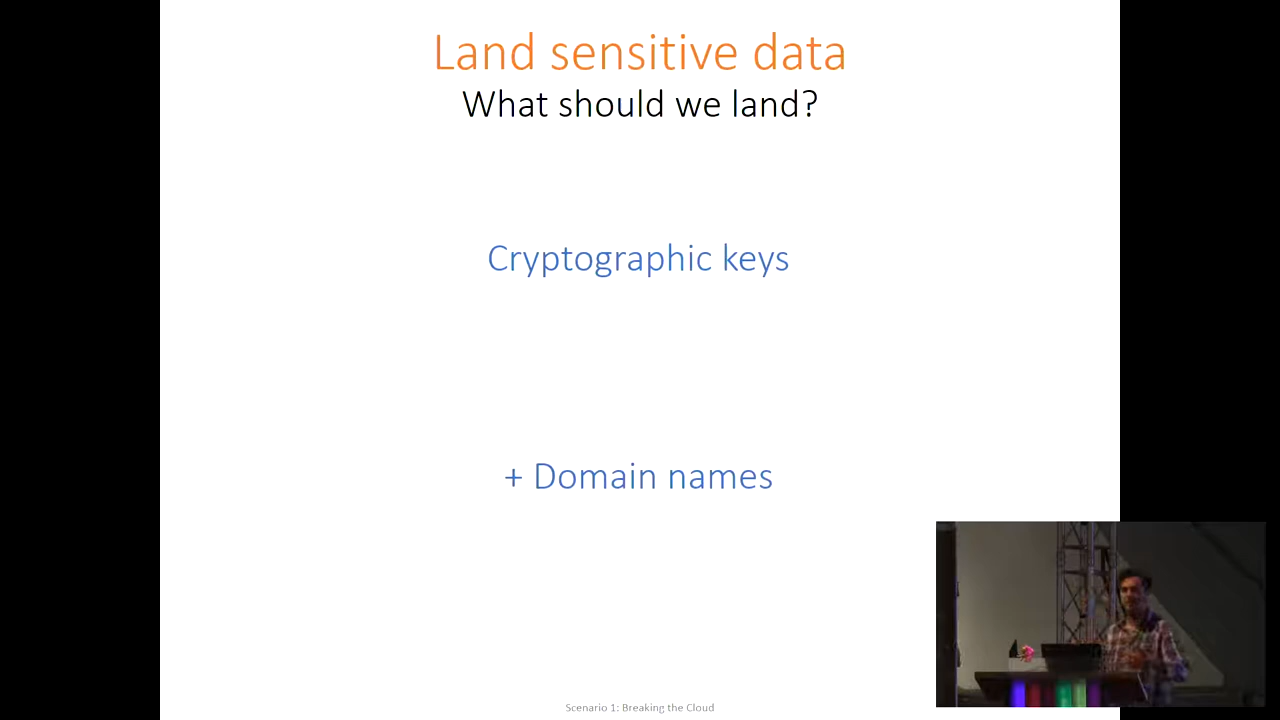 Land sensitive data
What should we land?
Cryptographic keys
+ Domain names
Scenario 1: Breaking the Cloud